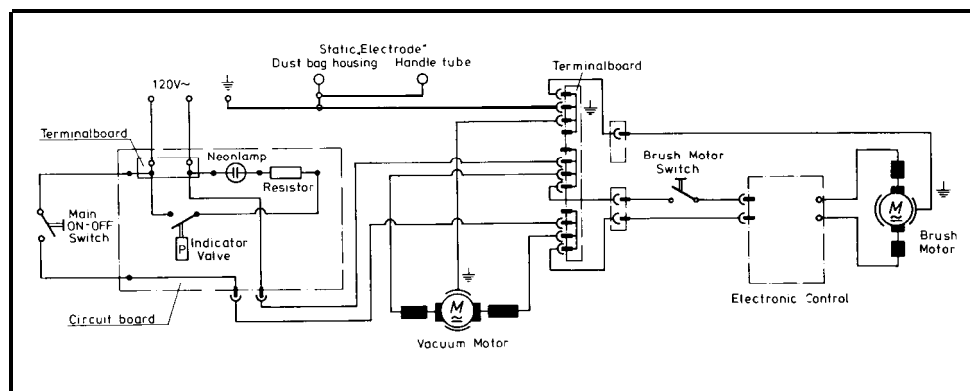 Static „Electrode"
Dust bag housing Handle tube
Terminalboard
120V~
Terminalboard
Neonlamp
Resistor
Brush Motor
Switch
Main
ON-OFF
Switch
P
Indicator
Valve
M
Brush
Motor
M
Electronic Control
Circuit board
Vacuum Motor